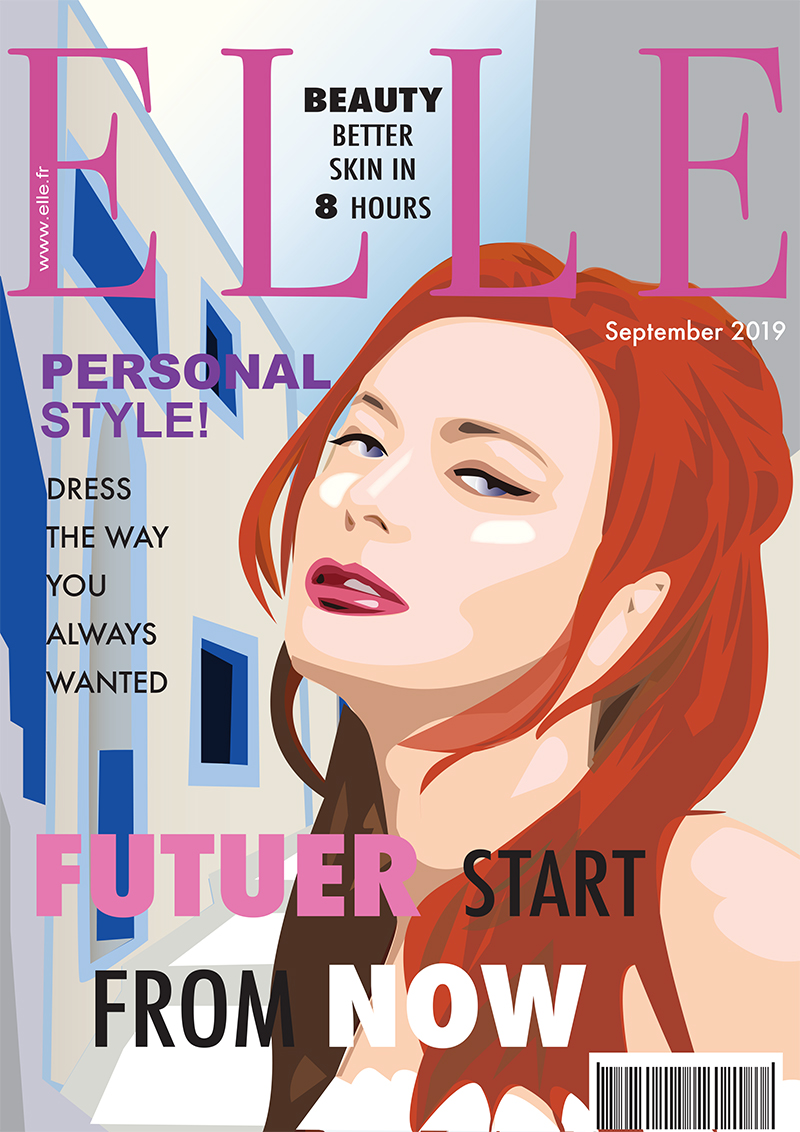 ELLE
BEAUTY
BETTER
SKIN IN
8 HOURS
www.elle.fr
September 2019
PERSONAL
STYLE!
DRESS
THE WAY
YOU
ALWAYS
WANTED
FUTUER START
FROM NOW